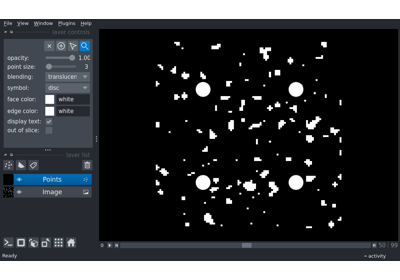 File View Window Plugins Help
layer controls
opacity: 1.00
point size: 3
blending: translucen
symbol: disc
face color: white
edge color: white
display text: ✓
out of slice:
layer list
Points
Image
0 50 99
Ready activity